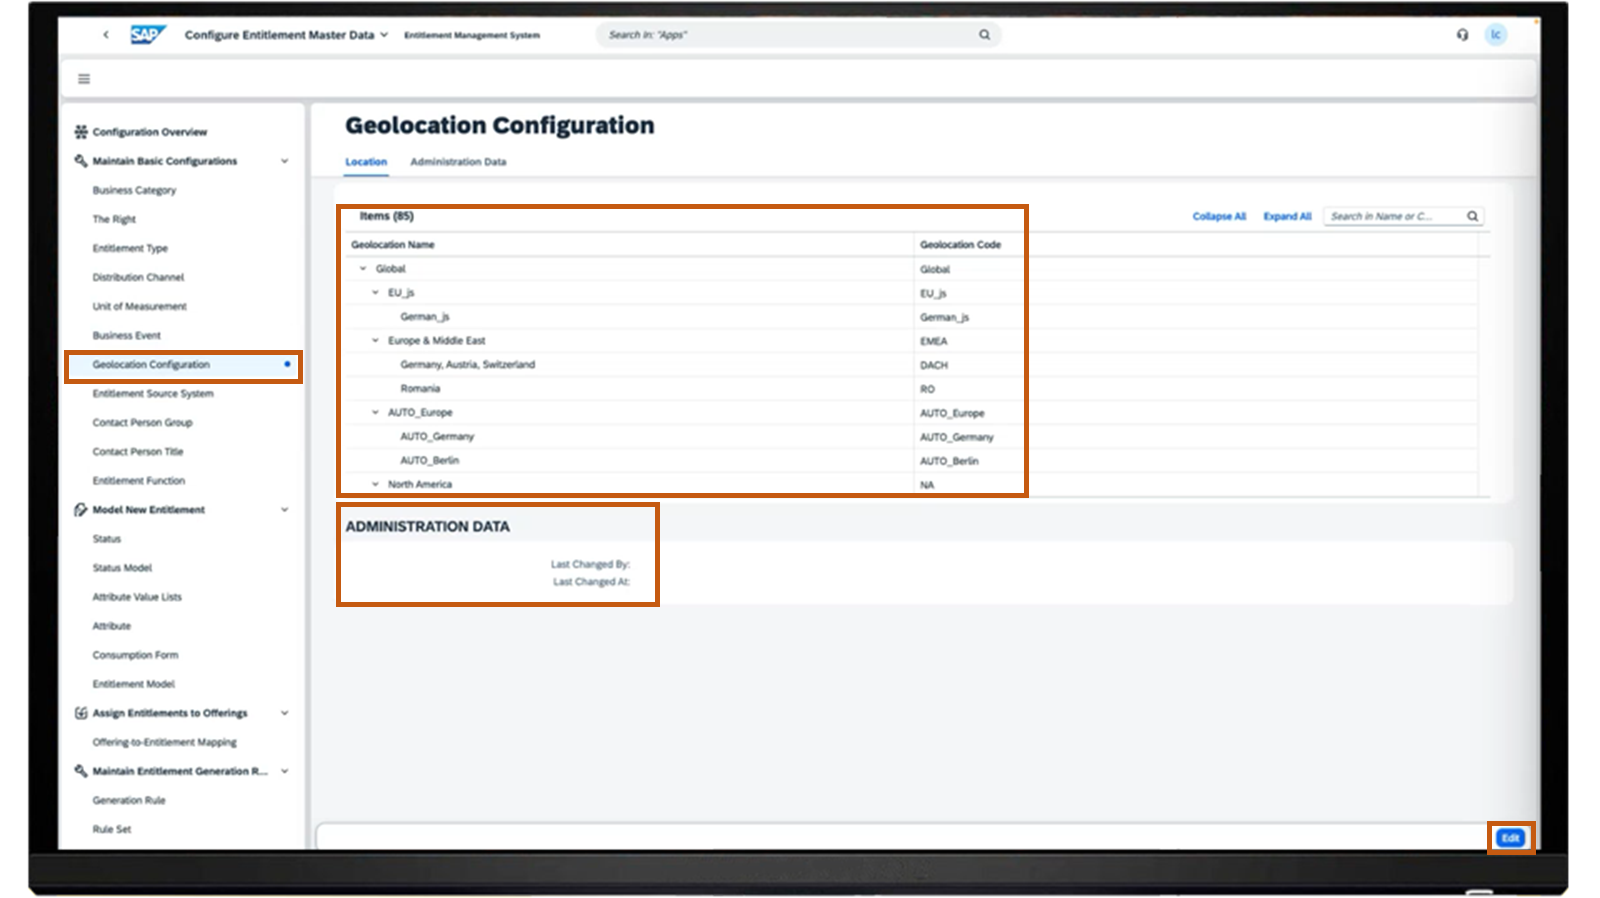 SAP Configure Entitlement Master Data Entitlement Management System Search In: "Apps" lc
Configuration Overview
Maintain Basic Configurations
Business Category
The Right
Entitlement Type
Distribution Channel
Unit of Measurement
Business Event
Geolocation Configuration
Entitlement Source System
Contact Person Group
Contact Person Title
Entitlement Function
Model New Entitlement
Status
Status Model
Attribute Value Lists
Attribute
Consumption Form
Entitlement Model
Assign Entitlements to Offerings
Offering-to-Entitlement Mapping
Maintain Entitlement Generation R...
Generation Rule
Rule Set
Geolocation Configuration
Location Administration Data
Items (85) Collapse All Expand All Search in Name or C...
Geolocation Name Geolocation Code
Global Global
EU_js EU_js
German_js German_js
Europe & Middle East EMEA
Germany, Austria, Switzerland DACH
Romania RO
AUTO_Europe AUTO_Europe
AUTO_Germany AUTO_Germany
AUTO_Berlin AUTO_Berlin
North America NA
ADMINISTRATION DATA
Last Changed By:
Last Changed At:
Edit